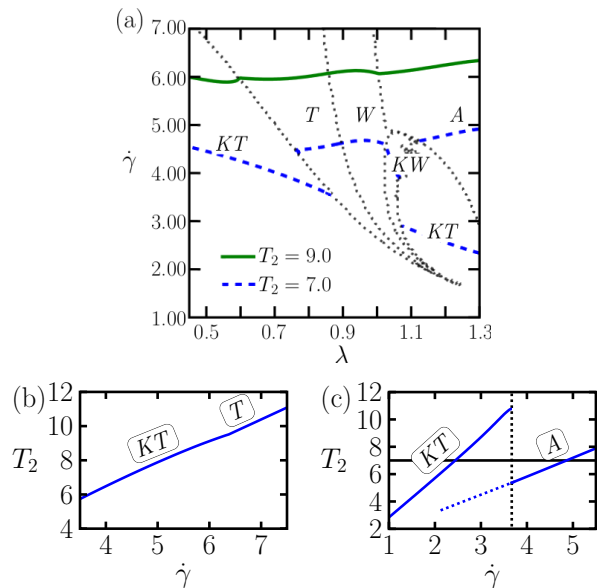 (a)
7.00
6.00
5.00
4.00
3.00
2.00
1.00
γ̇
T W A
KT
KW
KT
T₂ = 9.0
T₂ = 7.0
0.5 0.7 0.9 1.1 1.3
λ
(b)
12
10
8
6
4
T₂
KT
T
4 5 6 7
γ̇
(c)
12
10
8
6
4
2
T₂
KT
A
1 2 3 4 5
γ̇